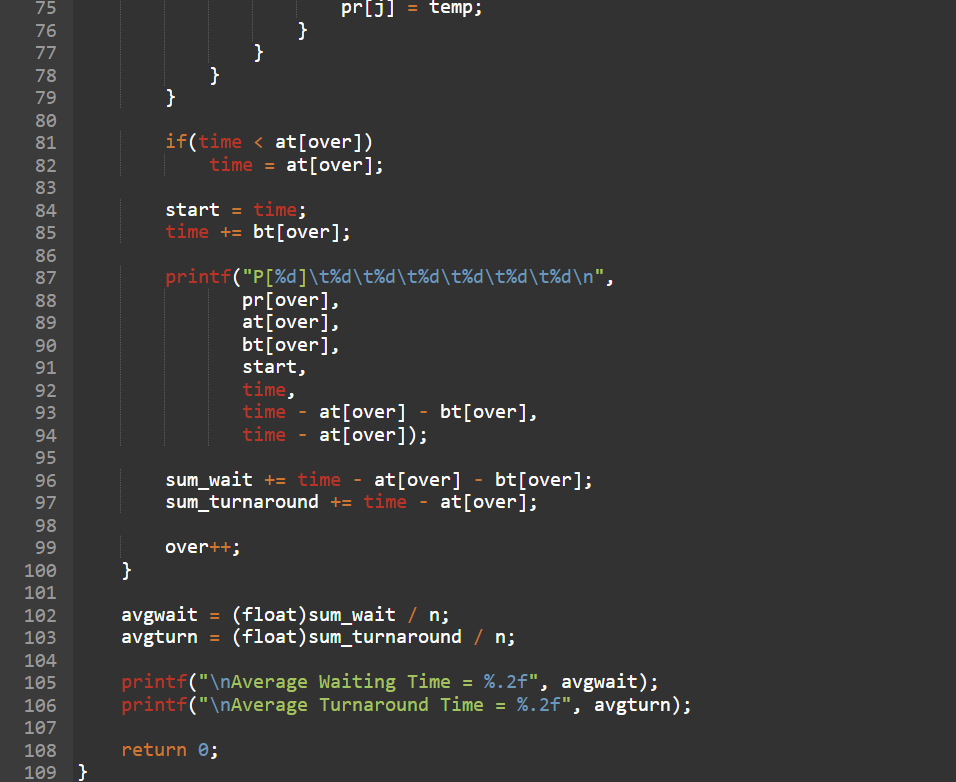 75                         pr[j] = temp;
76                     }
77                 }
78             }
79         }
80
81         if(time < at[over])
82             time = at[over];
83
84         start = time;
85         time += bt[over];
86
87         printf("P[%d]\t%d\t%d\t%d\t%d\t%d\t%d\n",
88                pr[over],
89                at[over],
90                bt[over],
91                start,
92                time,
93                time - at[over] - bt[over],
94                time - at[over]);
95
96         sum_wait += time - at[over] - bt[over];
97         sum_turnaround += time - at[over];
98
99         over++;
100     }
101
102     avgwait = (float)sum_wait / n;
103     avgturn = (float)sum_turnaround / n;
104
105     printf("\nAverage Waiting Time = %.2f", avgwait);
106     printf("\nAverage Turnaround Time = %.2f", avgturn);
107
108     return 0;
109 }